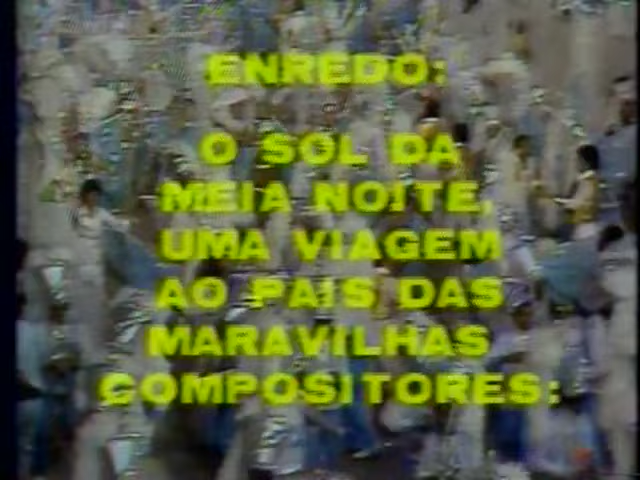 ENREDO:
O SOL DA
MEIA NOITE,
UMA VIAGEM
AO PAIS DAS
MARAVILHAS
COMPOSITORES: